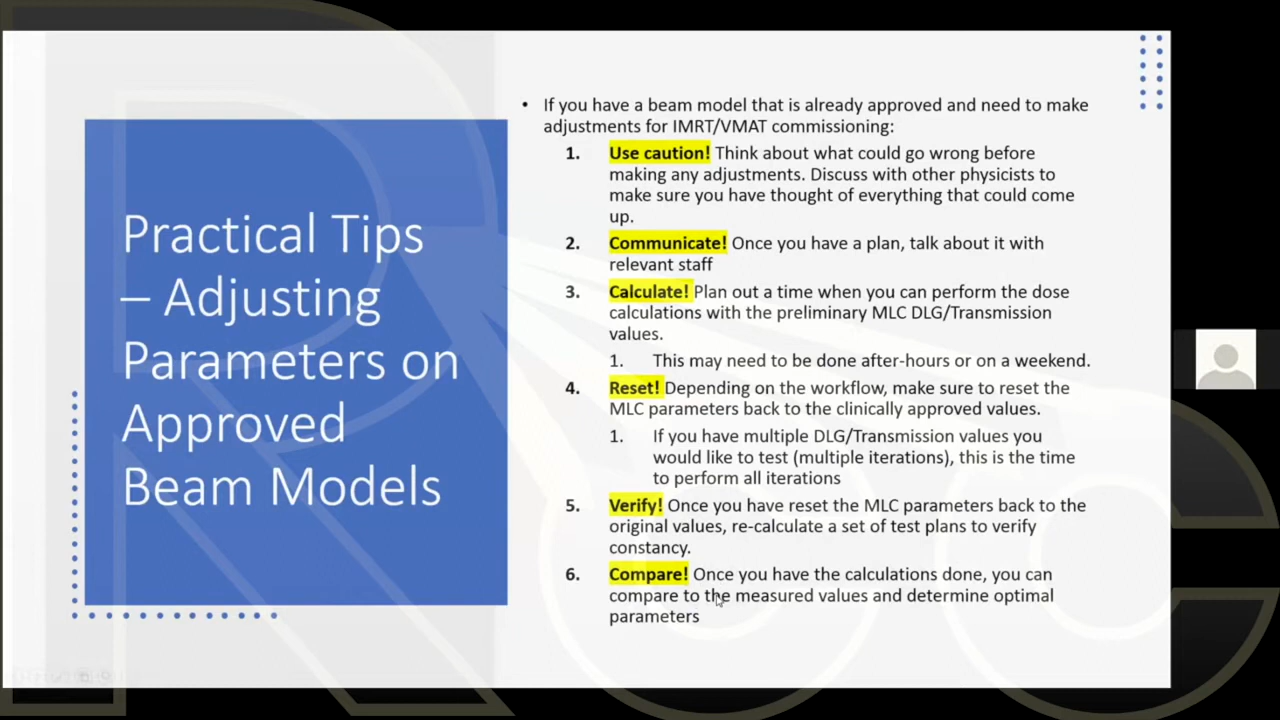 Practical Tips
– Adjusting
Parameters on
Approved
Beam Models
• If you have a beam model that is already approved and need to make
adjustments for IMRT/VMAT commissioning:
1. Use caution! Think about what could go wrong before
making any adjustments. Discuss with other physicists to
make sure you have thought of everything that could come
up.
2. Communicate! Once you have a plan, talk about it with
relevant staff
3. Calculate! Plan out a time when you can perform the dose
calculations with the preliminary MLC DLG/Transmission
values.
1. This may need to be done after-hours or on a weekend.
4. Reset! Depending on the workflow, make sure to reset the
MLC parameters back to the clinically approved values.
1. If you have multiple DLG/Transmission values you
would like to test (multiple iterations), this is the time
to perform all iterations
5. Verify! Once you have reset the MLC parameters back to the
original values, re-calculate a set of test plans to verify
constancy.
6. Compare! Once you have the calculations done, you can
compare to the measured values and determine optimal
parameters
ROC